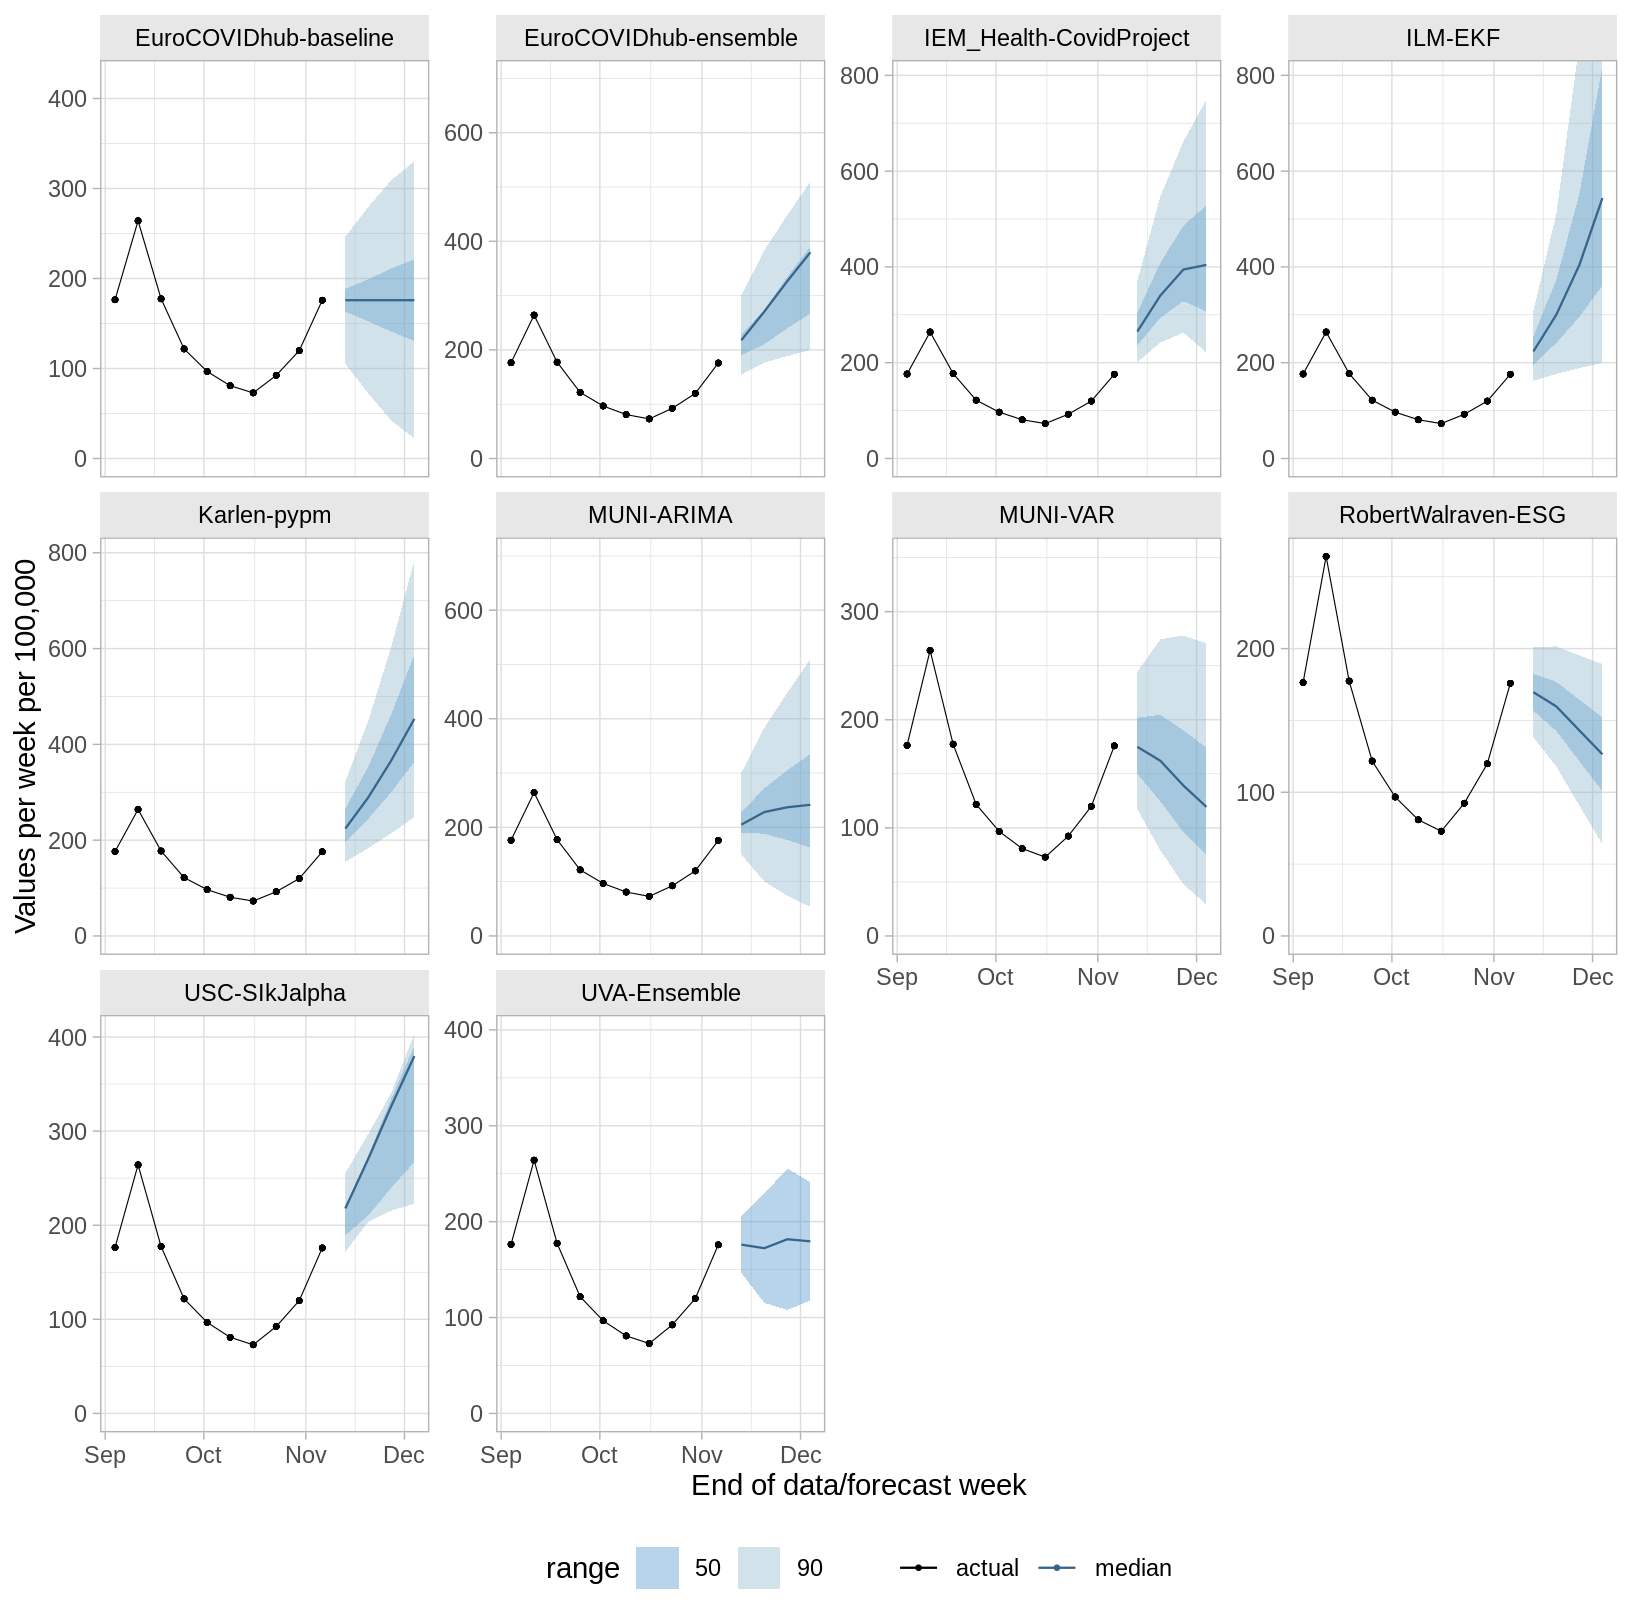 EuroCOVIDhub-baseline
EuroCOVIDhub-ensemble
IEM_Health-CovidProject
ILM-EKF
400
300
200
100
0
600
400
200
0
800
600
400
200
0
800
600
400
200
0
Karlen-pypm
MUNI-ARIMA
MUNI-VAR
RobertWalraven-ESG
Values per week per 100,000
800
600
400
200
0
600
400
200
0
300
200
100
0
200
100
0
Sep Oct Nov Dec
Sep Oct Nov Dec
USC-SIkJalpha
UVA-Ensemble
400
300
200
100
0
400
300
200
100
0
Sep Oct Nov Dec
Sep Oct Nov Dec
End of data/forecast week
range 50 90 actual median